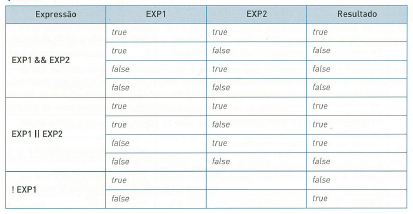 Expressão EXP1 EXP2 Resultado
EXP1 && EXP2
true true true
true false false
false true false
false false false
EXP1 || EXP2
true true true
true false true
false true true
false false false
! EXP1
true false
false true